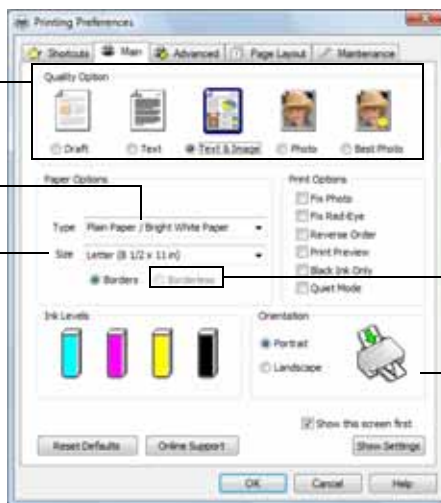 Printing Preferences
Shortcuts Main Advanced Page Layout Maintenance
Quality Option
Draft Text Text & Image Photo Best Photo
Paper Options
Type Plain Paper / Bright White Paper
Size Letter (8 1/2 x 11 in)
Borders Borderless
Print Options
Fix Photo
Fix Red-Eye
Reverse Order
Print Preview
Black Ink Only
Quiet Mode
Ink Levels
Orientation
Portrait
Landscape
Show this screen first
Reset Defaults Online Support Show Settings
OK Cancel Help